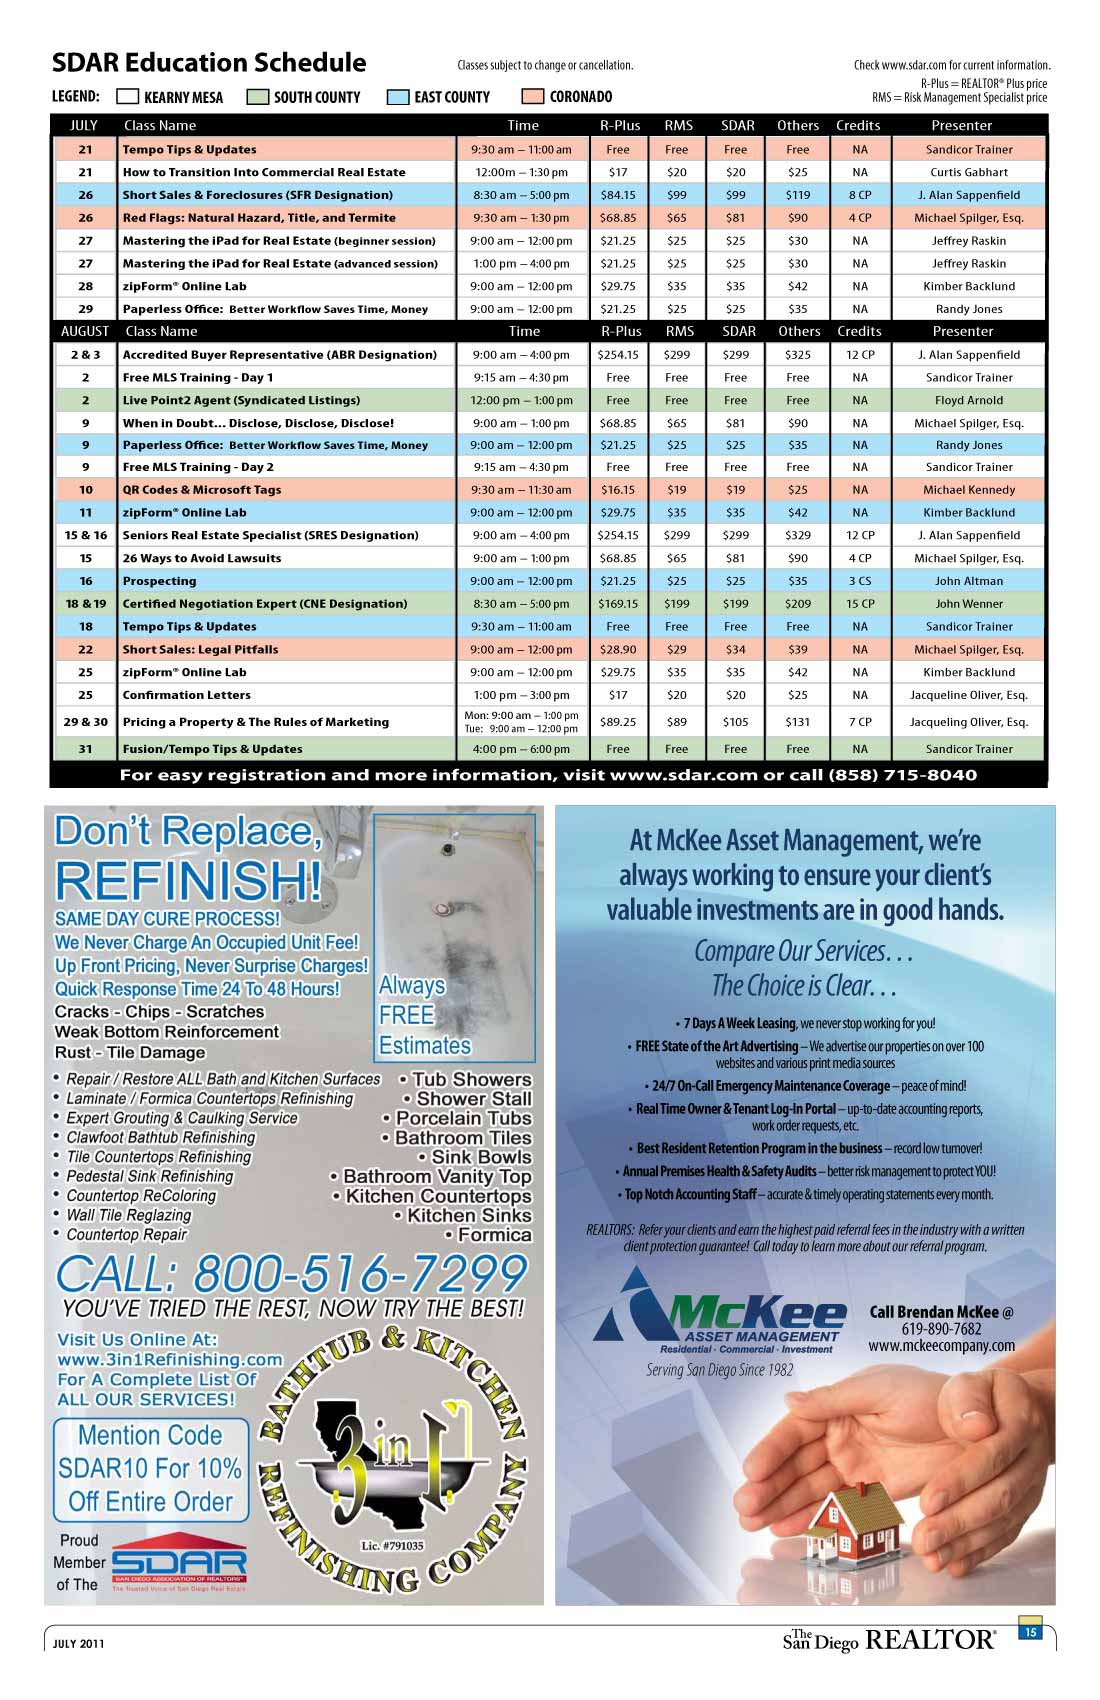 SDAR Education Schedule
Classes subject to change or cancellation.
Check www.sdar.com for current information.
R-Plus = REALTOR® Plus price
LEGEND: KEARNY MESA SOUTH COUNTY EAST COUNTY CORONADO
RMS = Risk Management Specialist price
JULY Class Name Time R-Plus RMS SDAR Others Credits Presenter
21 Tempo Tips & Updates 9:30 am – 11:00 am Free Free Free Free NA Sandicor Trainer
21 How to Transition Into Commercial Real Estate 12:00m – 1:30 pm $17 $20 $20 $25 NA Curtis Gabhart
26 Short Sales & Foreclosures (SFR Designation) 8:30 am – 5:00 pm $84.15 $99 $99 $119 8 CP J. Alan Sappenfield
26 Red Flags: Natural Hazard, Title, and Termite 9:30 am – 1:30 pm $68.85 $65 $81 $90 4 CP Michael Spilger, Esq.
27 Mastering the iPad for Real Estate (beginner session) 9:00 am – 12:00 pm $21.25 $25 $25 $30 NA Jeffrey Raskin
27 Mastering the iPad for Real Estate (advanced session) 1:00 pm – 4:00 pm $21.25 $25 $25 $30 NA Jeffrey Raskin
28 zipForm® Online Lab 9:00 am – 12:00 pm $29.75 $35 $35 $42 NA Kimber Backlund
29 Paperless Office: Better Workflow Saves Time, Money 9:00 am – 12:00 pm $21.25 $25 $25 $35 NA Randy Jones
AUGUST Class Name Time R-Plus RMS SDAR Others Credits Presenter
2 & 3 Accredited Buyer Representative (ABR Designation) 9:00 am – 4:00 pm $254.15 $299 $299 $325 12 CP J. Alan Sappenfield
2 Free MLS Training - Day 1 9:15 am – 4:30 pm Free Free Free Free NA Sandicor Trainer
2 Live Point2 Agent (Syndicated Listings) 12:00 pm – 1:00 pm Free Free Free Free NA Floyd Arnold
9 When in Doubt... Disclose, Disclose, Disclose! 9:00 am – 1:00 pm $68.85 $65 $81 $90 NA Michael Spilger, Esq.
9 Paperless Office: Better Workflow Saves Time, Money 9:00 am – 12:00 pm $21.25 $25 $25 $35 NA Randy Jones
9 Free MLS Training - Day 2 9:15 am – 4:30 pm Free Free Free Free NA Sandicor Trainer
10 QR Codes & Microsoft Tags 9:30 am – 11:30 am $16.15 $19 $19 $25 NA Michael Kennedy
11 zipForm® Online Lab 9:00 am – 12:00 pm $29.75 $35 $35 $42 NA Kimber Backlund
15 & 16 Seniors Real Estate Specialist (SRES Designation) 9:00 am – 4:00 pm $254.15 $299 $299 $329 12 CP J. Alan Sappenfield
15 26 Ways to Avoid Lawsuits 9:00 am – 1:00 pm $68.85 $65 $81 $90 4 CP Michael Spilger, Esq.
16 Prospecting 9:00 am – 12:00 pm $21.25 $25 $25 $35 3 CS John Altman
18 & 19 Certified Negotiation Expert (CNE Designation) 8:30 am – 5:00 pm $169.15 $199 $199 $209 15 CP John Wenner
18 Tempo Tips & Updates 9:30 am – 11:00 am Free Free Free Free NA Sandicor Trainer
22 Short Sales: Legal Pitfalls 9:00 am – 12:00 pm $28.90 $29 $34 $39 NA Michael Spilger, Esq.
25 zipForm® Online Lab 9:00 am – 12:00 pm $29.75 $35 $35 $42 NA Kimber Backlund
25 Confirmation Letters 1:00 pm – 3:00 pm $17 $20 $20 $25 NA Jacqueline Oliver, Esq.
29 & 30 Pricing a Property & The Rules of Marketing Mon: 9:00 am – 1:00 pm $89.25 $89 $105 $131 7 CP Jacqueling Oliver, Esq.
Tue: 9:00 am – 12:00 pm
31 Fusion/Tempo Tips & Updates 4:00 pm – 6:00 pm Free Free Free Free NA Sandicor Trainer
For easy registration and more information, visit www.sdar.com or call (858) 715-8040
Don't Replace,
REFINISH!
SAME DAY CURE PROCESS!
We Never Charge An Occupied Unit Fee!
Up Front Pricing, Never Surprise Charges!
Quick Response Time 24 To 48 Hours!
Cracks - Chips - Scratches
Weak Bottom Reinforcement
Rust - Tile Damage
Always
FREE
Estimates
• Repair / Restore ALL Bath and Kitchen Surfaces
• Laminate / Formica Countertops Refinishing
• Expert Grouting & Caulking Service
• Clawfoot Bathtub Refinishing
• Tile Countertops Refinishing
• Pedestal Sink Refinishing
• Countertop ReColoring
• Wall Tile Reglazing
• Countertop Repair
• Tub Showers
• Shower Stall
• Porcelain Tubs
• Bathroom Tiles
• Sink Bowls
• Bathroom Vanity Top
• Kitchen Countertops
• Kitchen Sinks
• Formica
CALL: 800-516-7299
YOU'VE TRIED THE REST, NOW TRY THE BEST!
Visit Us Online At:
www.3in1Refinishing.com
For A Complete List Of
ALL OUR SERVICES!
Mention Code
SDAR10 For 10%
Off Entire Order
Proud
Member
of The
SDAR
SAN DIEGO ASSOCIATION OF REALTORS®
The Trusted Voice of San Diego Real Estate
BATHTUB & KITCHEN
3 in 1
Lic. #791035
REFINISHING COMPANY
At McKee Asset Management, we're
always working to ensure your client's
valuable investments are in good hands.
Compare Our Services...
The Choice is Clear...
• 7 Days A Week Leasing, we never stop working for you!
• FREE State of the Art Advertising – We advertise our properties on over 100
websites and various print media sources
• 24/7 On-Call Emergency Maintenance Coverage – peace of mind!
• Real Time Owner & Tenant Log-in Portal – up-to-date accounting reports,
work order requests, etc.
• Best Resident Retention Program in the business – record low turnover!
• Annual Premises Health & Safety Audits – better risk management to protect YOU!
• Top Notch Accounting Staff – accurate & timely operating statements every month.
REALTORS: Refer your clients and earn the highest paid referral fees in the industry with a written
client protection guarantee! Call today to learn more about our referral program.
McKee
ASSET MANAGEMENT
Residential · Commercial · Investment
Serving San Diego Since 1982
Call Brendan McKee @
619-890-7682
www.mckeecompany.com
JULY 2011
The San Diego REALTOR®
15